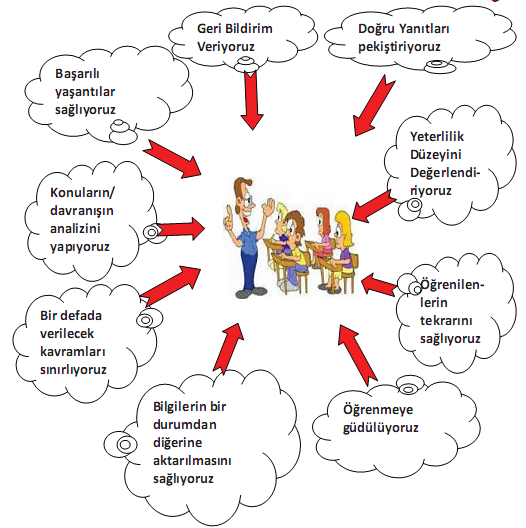 Geri Bildirim
Veriyoruz
Doğru Yanıtları
pekiştiriyoruz
Başarılı
yaşantılar
sağlıyoruz
Yeterlilik
Düzeyini
Değerlendi-
riyoruz
Konuların/
davranışın
analizini
yapıyoruz
Öğrenilen-
lerin
tekrarını
sağlıyoruz
Bir defada
verilecek
kavramları
sınırlıyoruz
Bilgilerin bir
durumdan
diğerine
aktarılmasını
sağlıyoruz
Öğrenmeye
güdülüyoruz